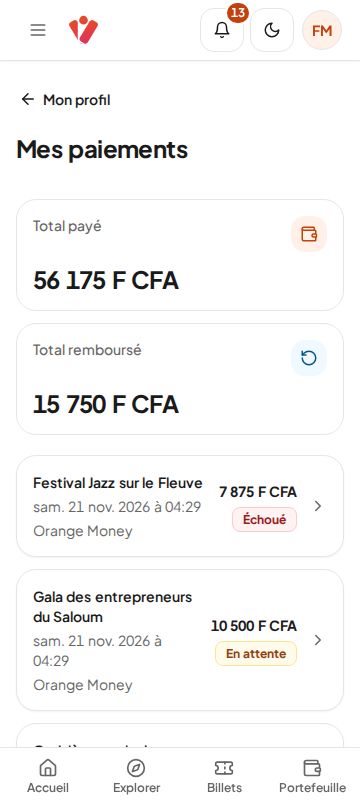 13
FM
Mon profil
Mes paiements
Total payé
56 175 F CFA
Total remboursé
15 750 F CFA
Festival Jazz sur le Fleuve
7 875 F CFA
sam. 21 nov. 2026 à 04:29
Échoué
Orange Money
Gala des entrepreneurs
du Saloum
10 500 F CFA
sam. 21 nov. 2026 à
04:29
En attente
Orange Money
Accueil
Explorer
Billets
Portefeuille